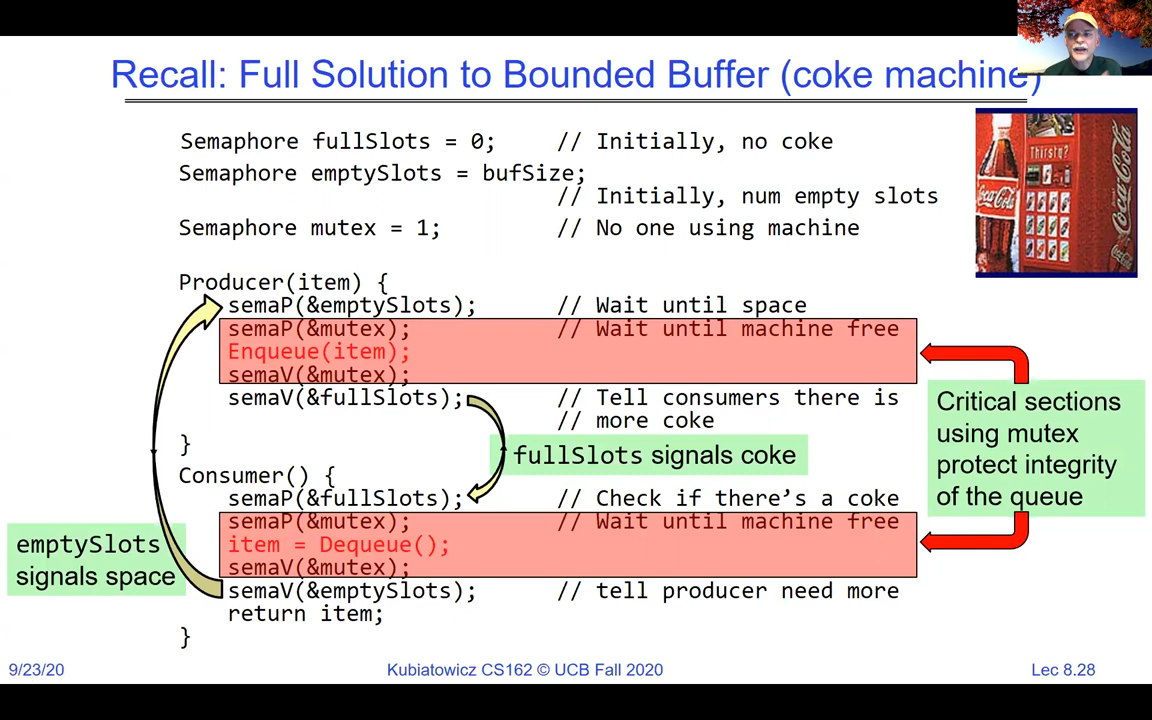 Recall: Full Solution to Bounded Buffer (coke machine)
Semaphore fullSlots = 0; // Initially, no coke
Semaphore emptySlots = bufSize;
// Initially, num empty slots
Semaphore mutex = 1; // No one using machine
Thirsty?
Coca-Cola
Coca-Cola
Producer(item) {
semaP(&emptySlots); // Wait until space
semaP(&mutex); // Wait until machine free
Enqueue(item);
semaV(&mutex);
semaV(&fullSlots); // Tell consumers there is
// more coke
}
Critical sections
using mutex
protect integrity
of the queue
fullSlots signals coke
Consumer() {
semaP(&fullSlots); // Check if there’s a coke
semaP(&mutex); // Wait until machine free
item = Dequeue();
semaV(&mutex);
semaV(&emptySlots); // tell producer need more
return item;
}
emptySlots
signals space
9/23/20 Kubiatowicz CS162 © UCB Fall 2020 Lec 8.28